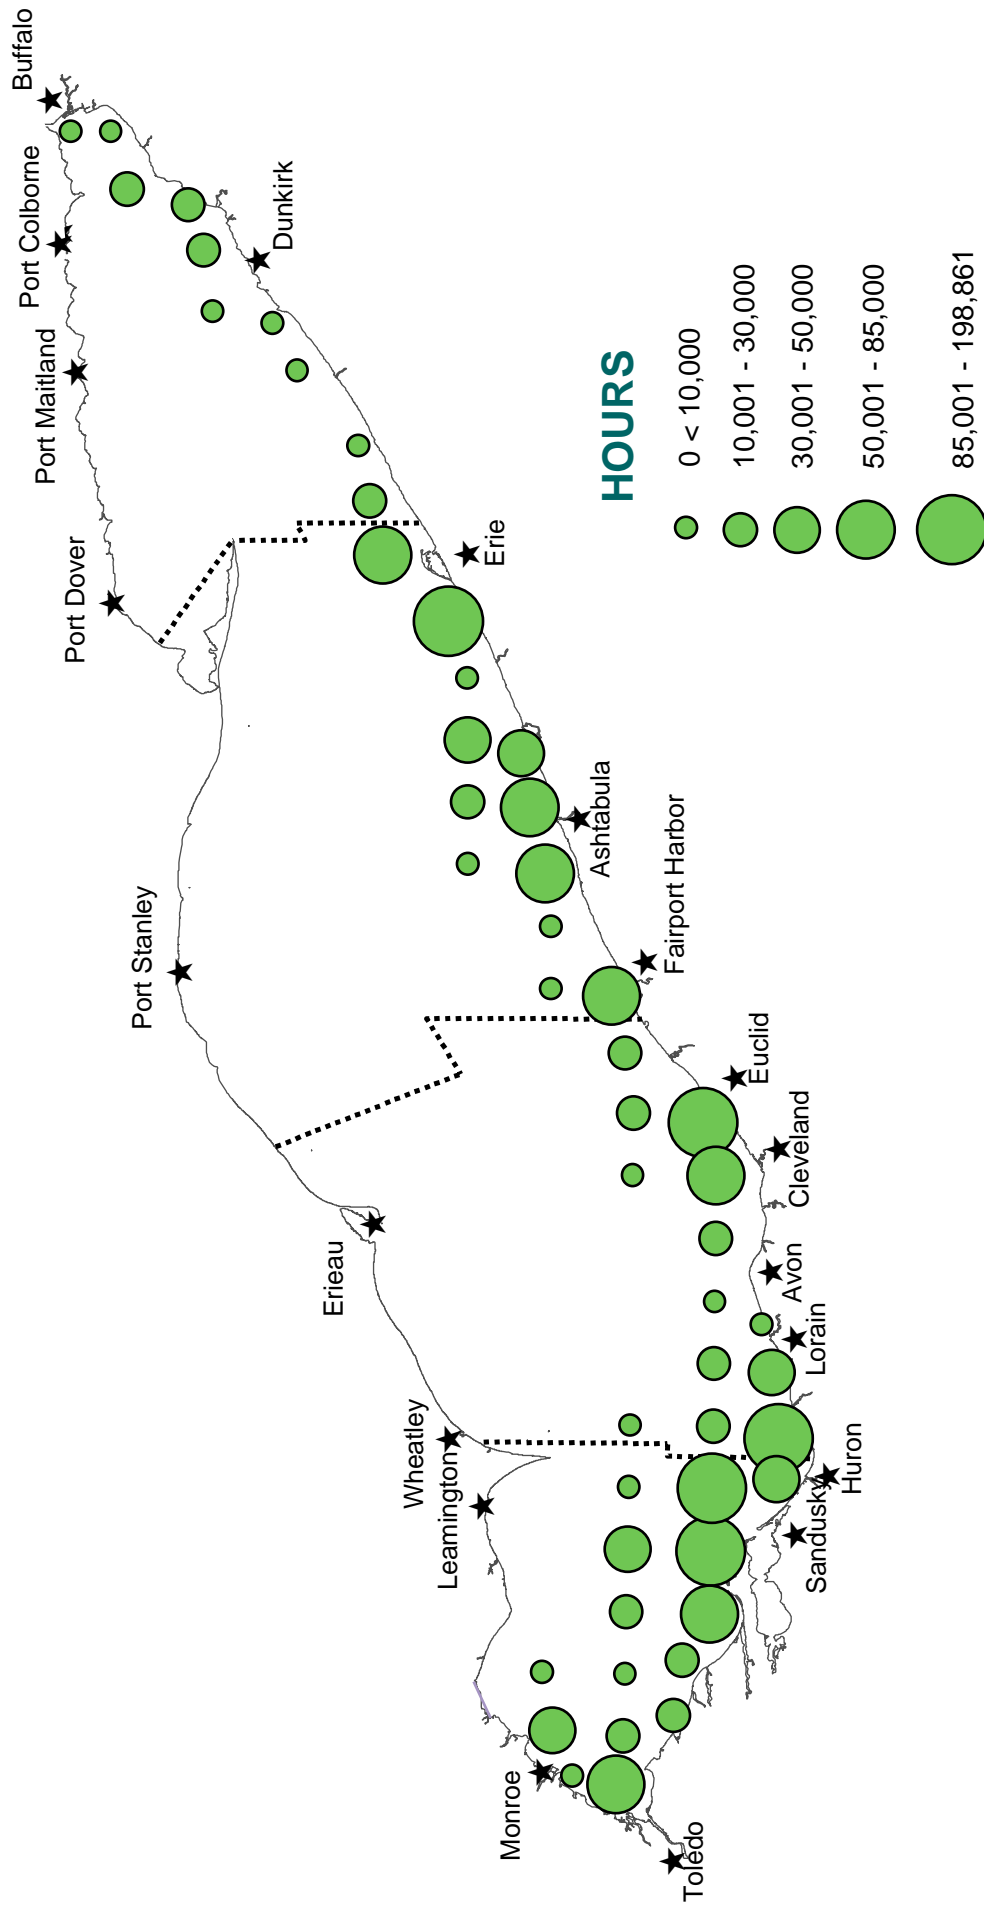 Buffalo
Port Colborne
Dunkirk
Port Maitland
Port Dover
Erie
Port Stanley
Ashtabula
Fairport Harbor
Euclid
Cleveland
Erieau
Avon
Lorain
Wheatley
Leamington
Huron
Sandusky
Monroe
Toledo
HOURS
0 < 10,000
10,001 - 30,000
30,001 - 50,000
50,001 - 85,000
85,001 - 198,861